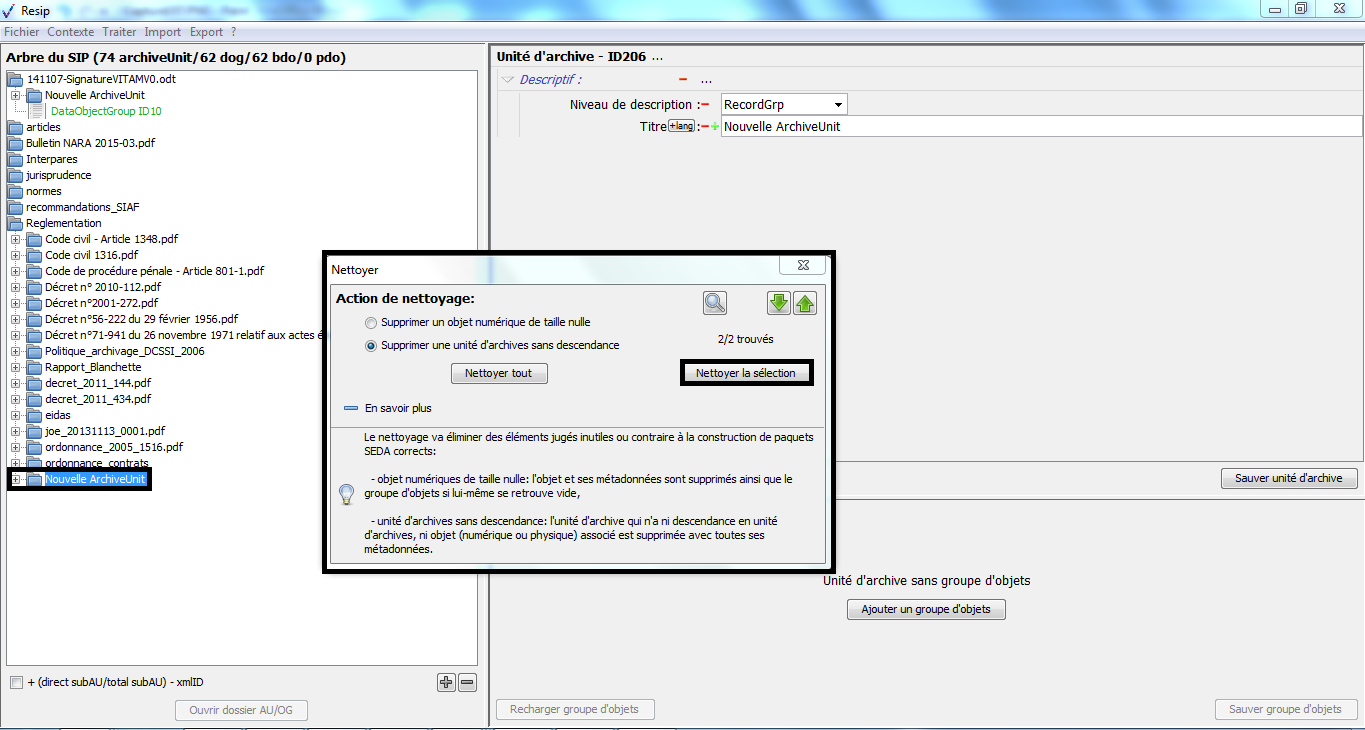 Resip
Fichier Contexte Traiter Import Export ?
Arbre du SIP (74 archiveUnit/62 dog/62 bdo/0 pdo)
141107-SignatureVITAMV0.odt
Nouvelle ArchiveUnit
DataObjectGroup ID10
articles
Bulletin NARA 2015-03.pdf
Interpares
jurisprudence
normes
recommandations_SIAF
Reglementation
Code civil - Article 1348.pdf
Code civil 1316.pdf
Code de procédure pénale - Article 801-1.pdf
Décret n° 2010-112.pdf
Décret n°2001-272.pdf
Décret n°56-222 du 29 février 1956.pdf
Décret n°71-941 du 26 novembre 1971 relatif aux actes é
Politique_archivage_DCSSI_2006
Rapport_Blanchette
decret_2011_144.pdf
decret_2011_434.pdf
eidas
joe_20131113_0001.pdf
ordonnance_2005_1516.pdf
ordonnance_contrats
Nouvelle ArchiveUnit
+ (direct subAU/total subAU) - xmlID
Ouvrir dossier AU/OG
Unité d'archive - ID206 ...
Descriptif : ...
Niveau de description : RecordGrp
Titre +lang : Nouvelle ArchiveUnit
Nettoyer
Action de nettoyage:
Supprimer un objet numérique de taille nulle
Supprimer une unité d'archives sans descendance
2/2 trouvés
Nettoyer tout
Nettoyer la sélection
En savoir plus
Le nettoyage va éliminer des éléments jugés inutiles ou contraire à la construction de paquets
SEDA corrects:
- objet numériques de taille nulle: l'objet et ses métadonnées sont supprimés ainsi que le
groupe d'objets si lui-même se retrouve vide,
- unité d'archives sans descendance: l'unité d'archive qui n'a ni descendance en unité
d'archives, ni objet (numérique ou physique) associé est supprimée avec toutes ses
métadonnées.
Sauver unité d'archive
Unité d'archive sans groupe d'objets
Ajouter un groupe d'objets
Recharger groupe d'objets
Sauver groupe d'objets